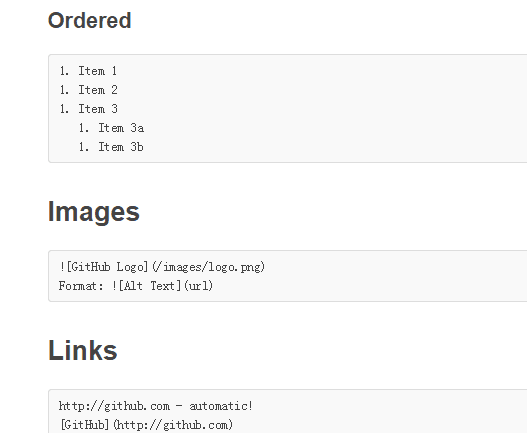 Ordered
1. Item 1
1. Item 2
1. Item 3
   1. Item 3a
   1. Item 3b
Images
![GitHub Logo](/images/logo.png)
Format: ![Alt Text](url)
Links
http://github.com - automatic!
[GitHub](http://github.com)